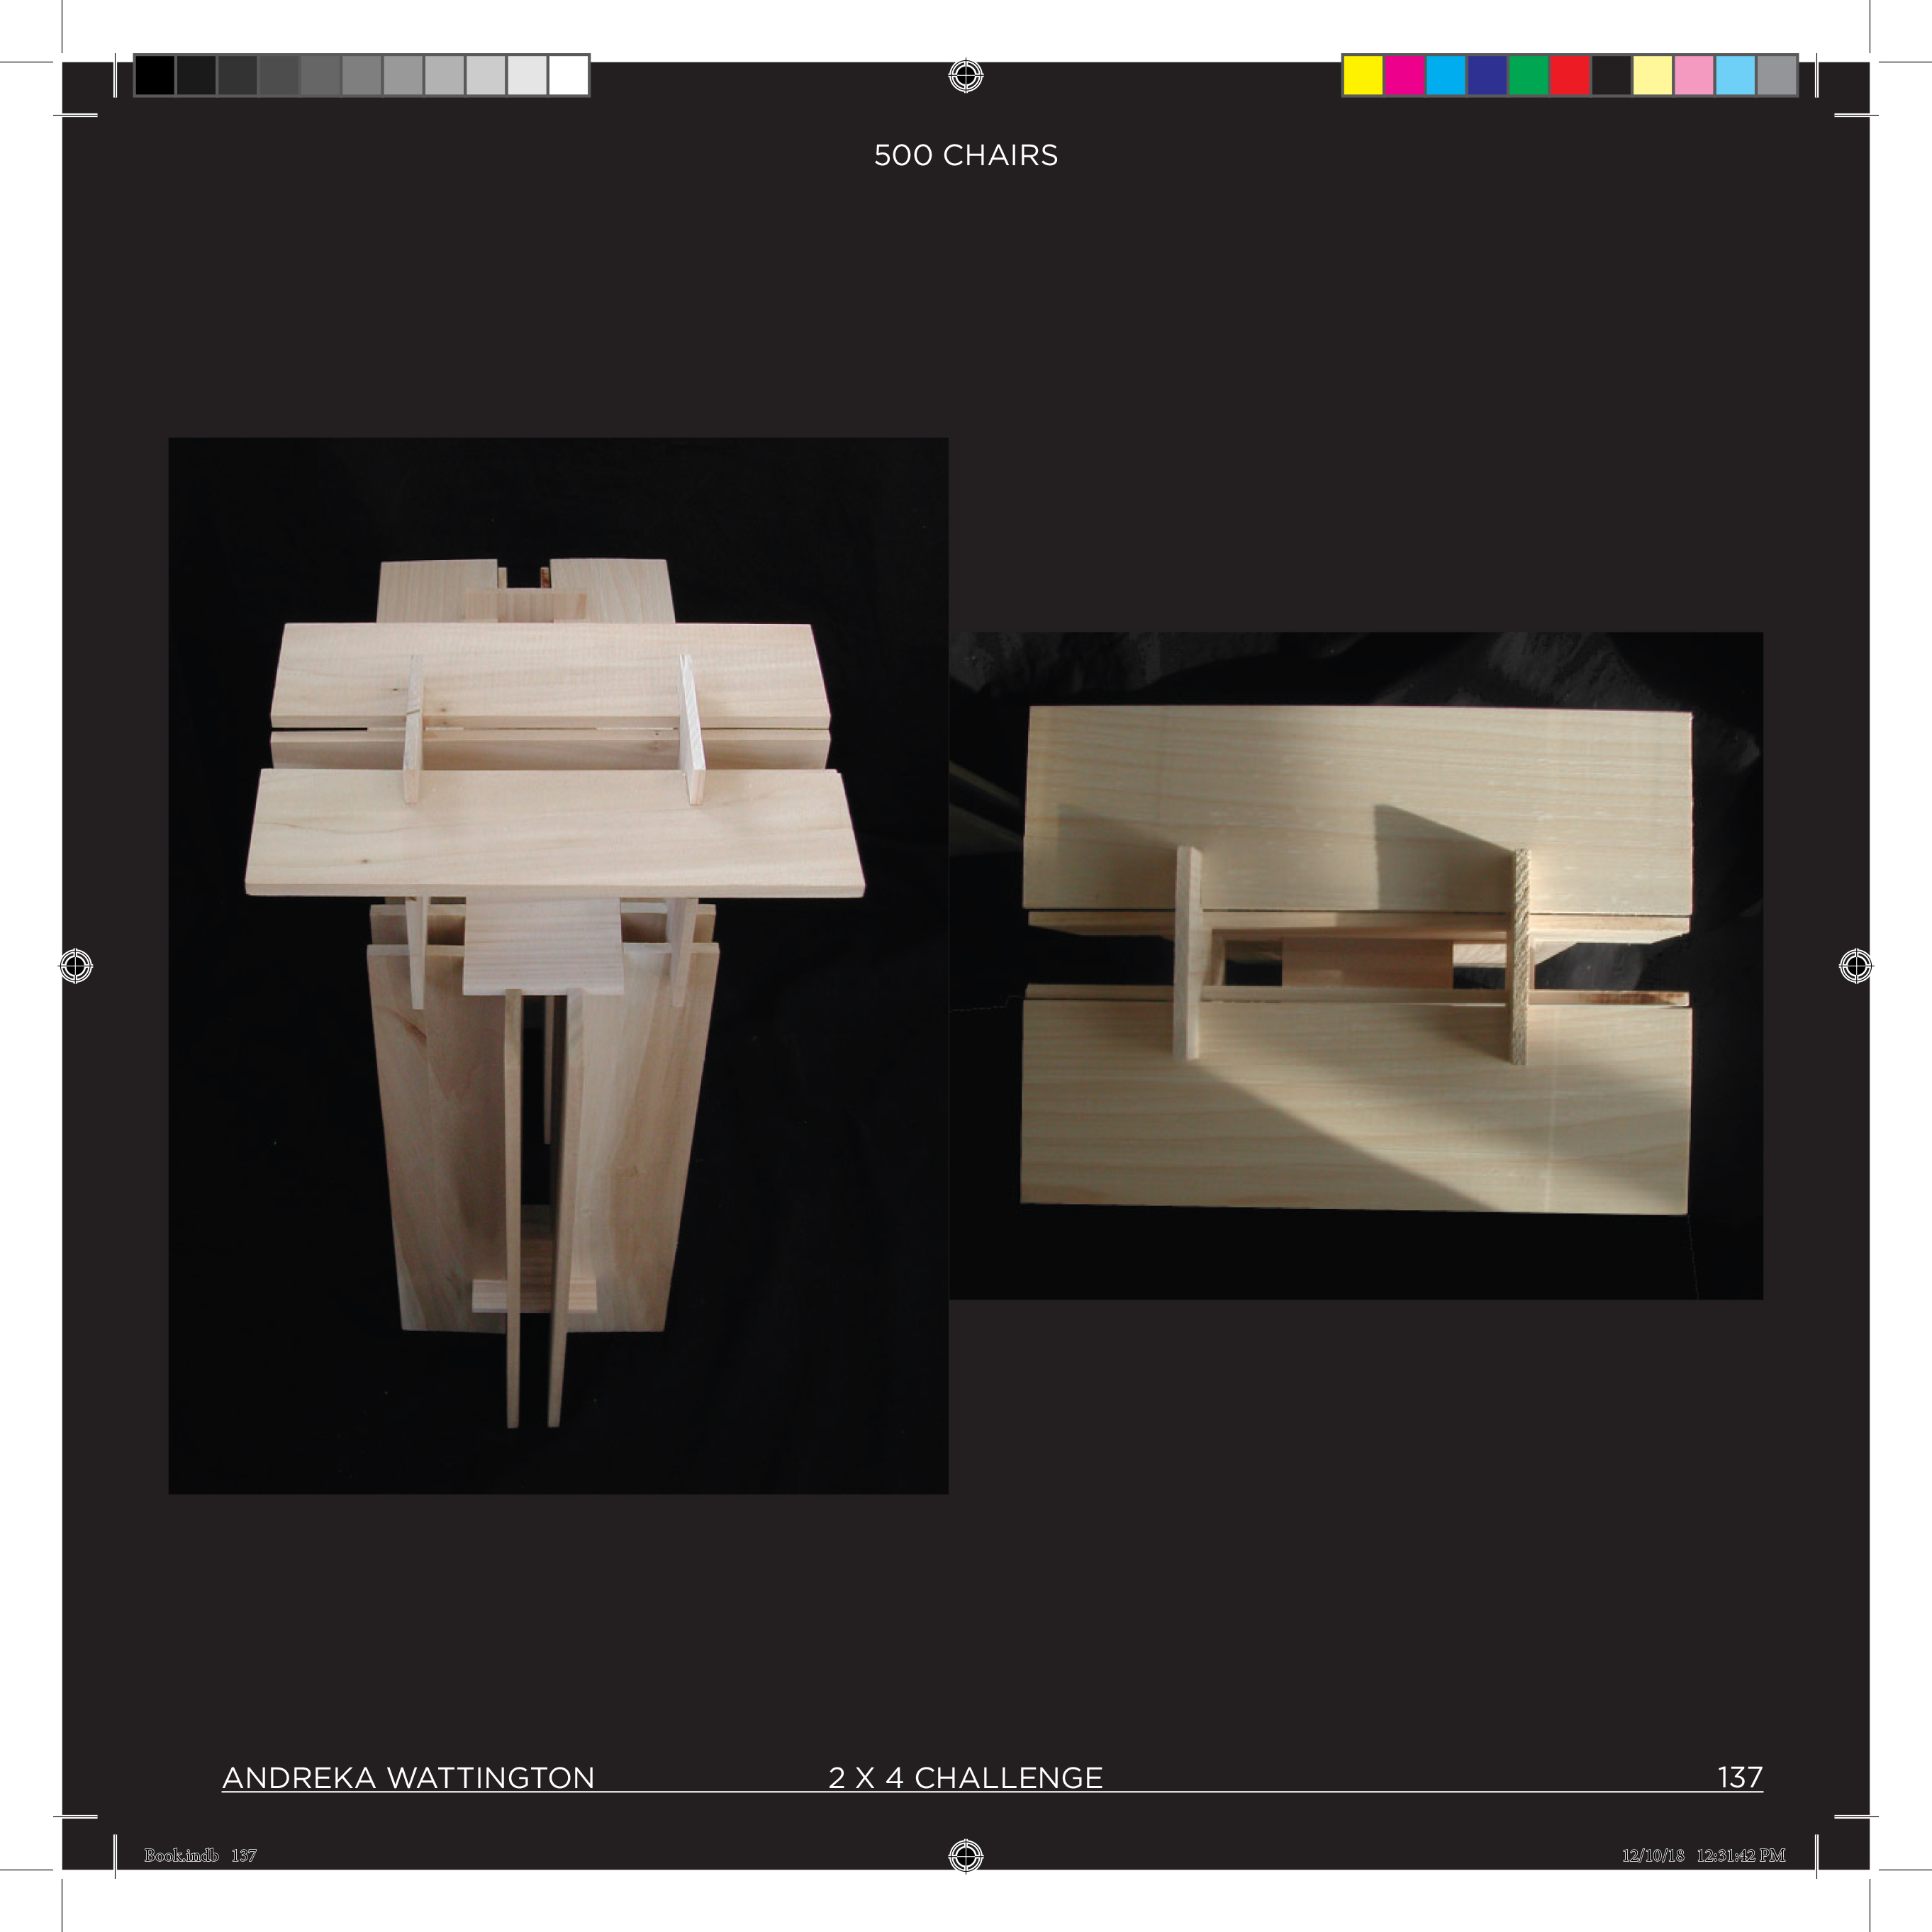 500 CHAIRS
ANDREKA WATTINGTON 2 X 4 CHALLENGE 137
Book.indb 137 12/10/18 12:31:42 PM